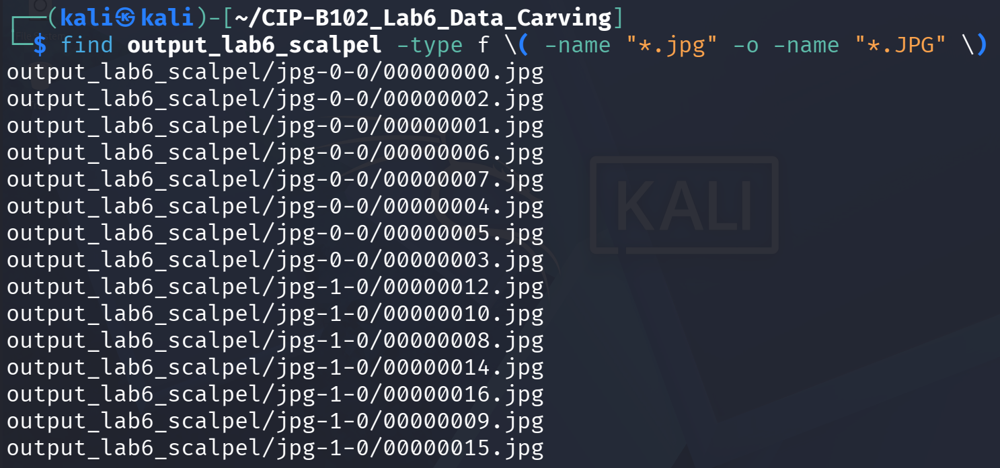 ┌──(kali㉿kali)-[~/CIP-B102_Lab6_Data_Carving]
└─$ find output_lab6_scalpel -type f \( -name "*.jpg" -o -name "*.JPG" \)
output_lab6_scalpel/jpg-0-0/00000000.jpg
output_lab6_scalpel/jpg-0-0/00000002.jpg
output_lab6_scalpel/jpg-0-0/00000001.jpg
output_lab6_scalpel/jpg-0-0/00000006.jpg
output_lab6_scalpel/jpg-0-0/00000007.jpg
output_lab6_scalpel/jpg-0-0/00000004.jpg
output_lab6_scalpel/jpg-0-0/00000005.jpg
output_lab6_scalpel/jpg-0-0/00000003.jpg
output_lab6_scalpel/jpg-1-0/00000012.jpg
output_lab6_scalpel/jpg-1-0/00000010.jpg
output_lab6_scalpel/jpg-1-0/00000008.jpg
output_lab6_scalpel/jpg-1-0/00000014.jpg
output_lab6_scalpel/jpg-1-0/00000016.jpg
output_lab6_scalpel/jpg-1-0/00000009.jpg
output_lab6_scalpel/jpg-1-0/00000015.jpg
KALI